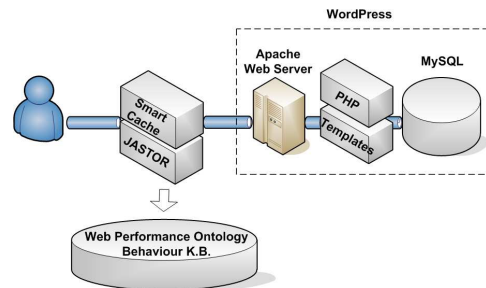 WordPress
Apache
Web Server
MySQL
Smart
Cache
JASTOR
PHP
Templates
Web Performance Ontology
Behaviour K.B.